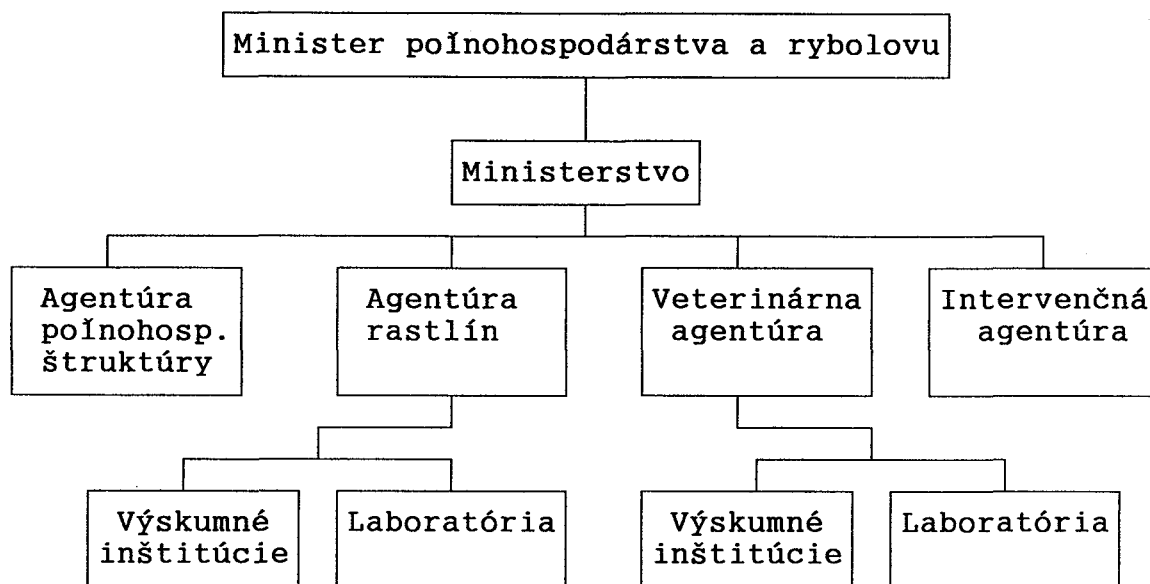 Minister poľnohospodárstva a rybolovu
Ministerstvo
Agentúra
poľnohosp.
štruktúry
Agentúra
rastlín
Veterinárna
agentúra
Intervenčná
agentúra
Výskumné
inštitúcie
Laboratória
Výskumné
inštitúcie
Laboratória